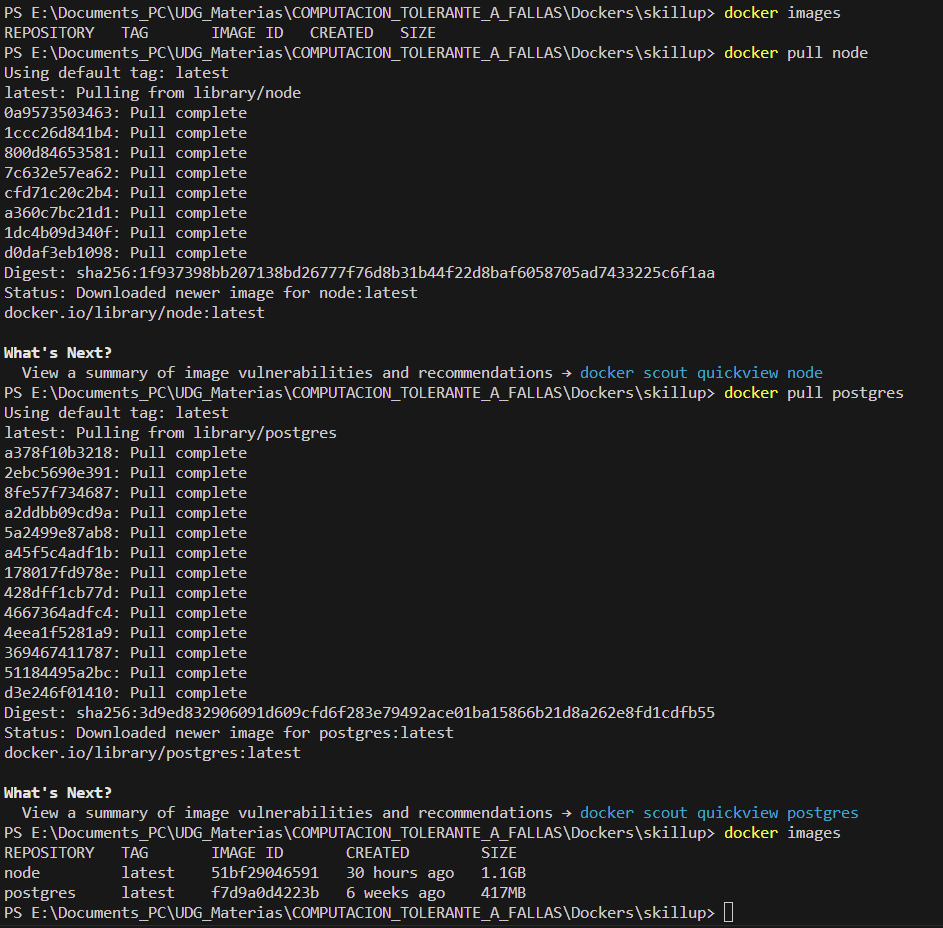 PS E:\Documents_PC\UDG_Materias\COMPUTACION_TOLERANTE_A_FALLAS\Dockers\skillup> docker images
REPOSITORY   TAG       IMAGE ID   CREATED   SIZE
PS E:\Documents_PC\UDG_Materias\COMPUTACION_TOLERANTE_A_FALLAS\Dockers\skillup> docker pull node
Using default tag: latest
latest: Pulling from library/node
0a9573503463: Pull complete
1ccc26d841b4: Pull complete
800d84653581: Pull complete
7c632e57ea62: Pull complete
cfd71c20c2b4: Pull complete
a360c7bc21d1: Pull complete
1dc4b09d340f: Pull complete
d0daf3eb1098: Pull complete
Digest: sha256:1f937398bb207138bd26777f76d8b31b44f22d8baf6058705ad7433225c6f1aa
Status: Downloaded newer image for node:latest
docker.io/library/node:latest

What's Next?
  View a summary of image vulnerabilities and recommendations → docker scout quickview node
PS E:\Documents_PC\UDG_Materias\COMPUTACION_TOLERANTE_A_FALLAS\Dockers\skillup> docker pull postgres
Using default tag: latest
latest: Pulling from library/postgres
a378f10b3218: Pull complete
2ebc5690e391: Pull complete
8fe57f734687: Pull complete
a2ddbb09cd9a: Pull complete
5a2499e87ab8: Pull complete
a45f5c4adf1b: Pull complete
178017fd978e: Pull complete
428dff1cb77d: Pull complete
4667364adfc4: Pull complete
4eea1f5281a9: Pull complete
369467411787: Pull complete
51184495a2bc: Pull complete
d3e246f01410: Pull complete
Digest: sha256:3d9ed832906091d609cfd6f283e79492ace01ba15866b21d8a262e8fd1cdfb55
Status: Downloaded newer image for postgres:latest
docker.io/library/postgres:latest

What's Next?
  View a summary of image vulnerabilities and recommendations → docker scout quickview postgres
PS E:\Documents_PC\UDG_Materias\COMPUTACION_TOLERANTE_A_FALLAS\Dockers\skillup> docker images
REPOSITORY   TAG       IMAGE ID       CREATED        SIZE
node         latest    51bf29046591   30 hours ago   1.1GB
postgres     latest    f7d9a0d4223b   6 weeks ago    417MB
PS E:\Documents_PC\UDG_Materias\COMPUTACION_TOLERANTE_A_FALLAS\Dockers\skillup>